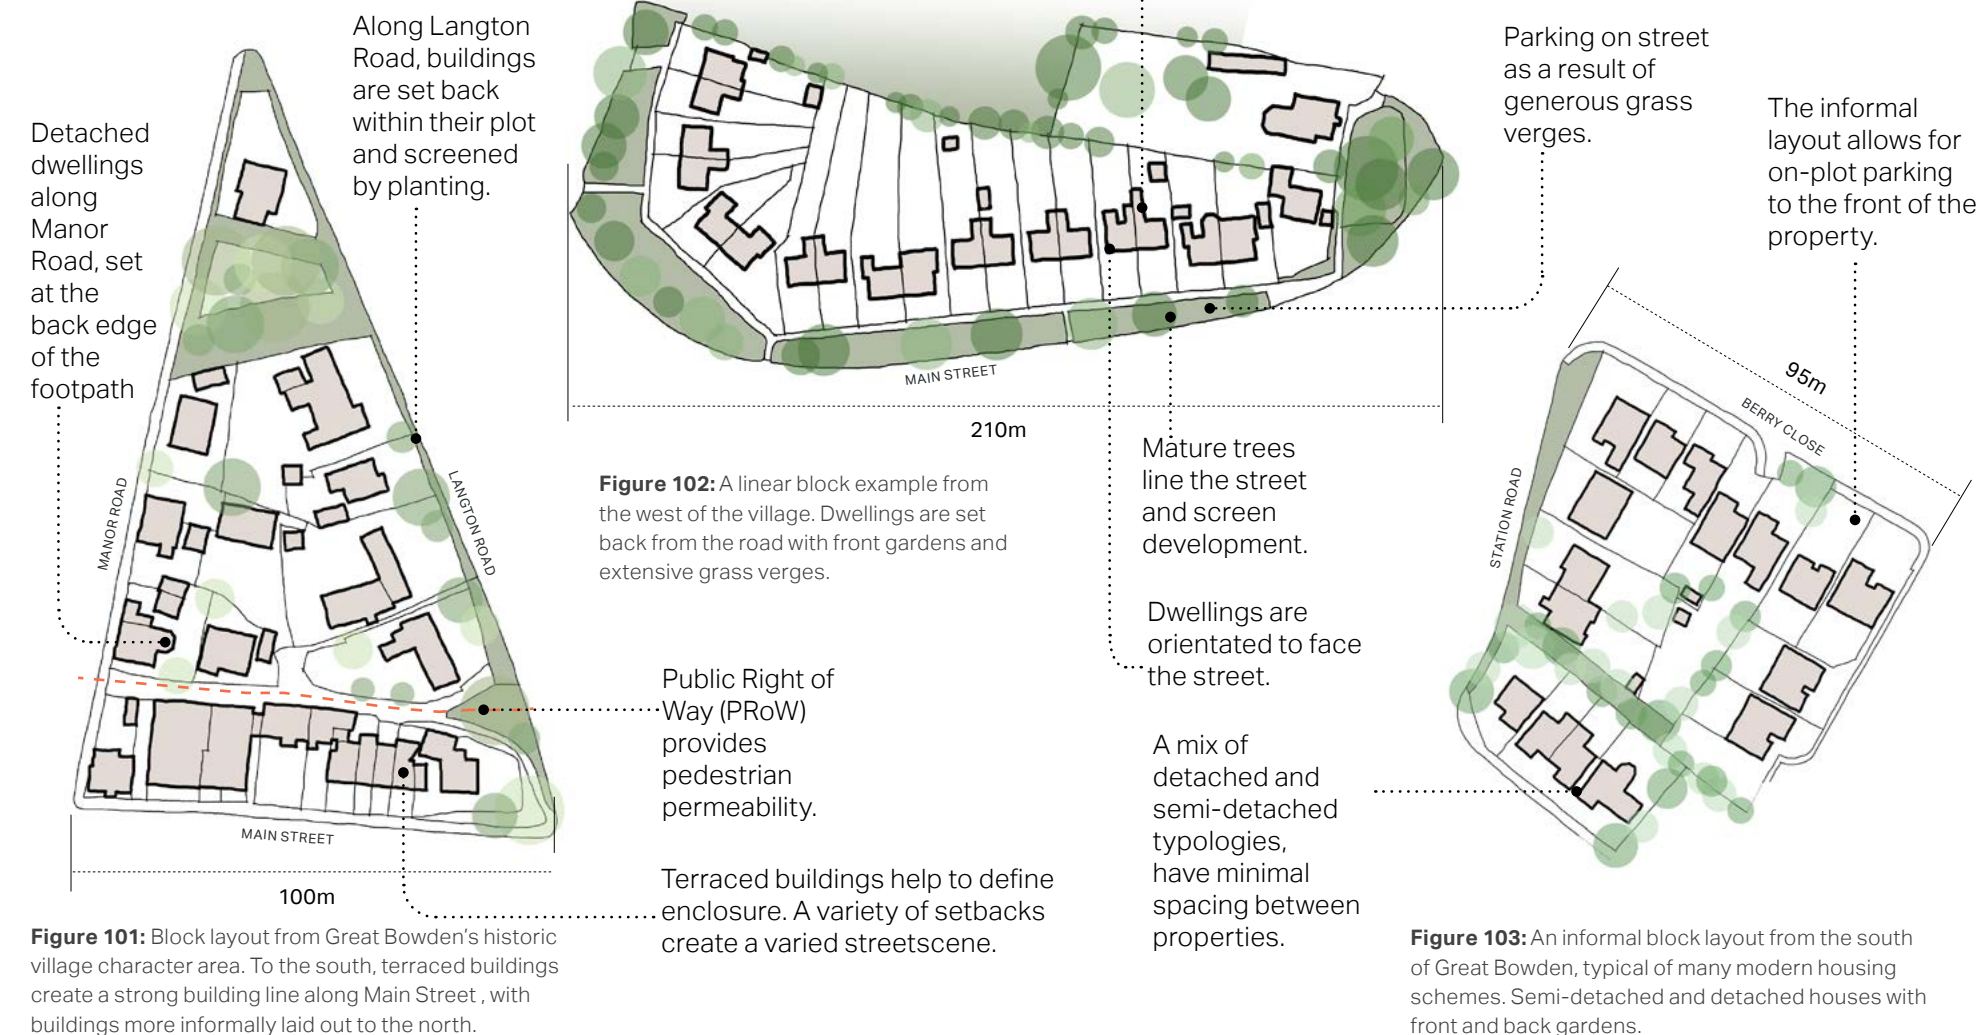 Along Langton
Road, buildings
are set back
within their plot
and screened
by planting.
Detached
dwellings
along
Manor
Road, set
at the
back edge
of the
footpath
MANOR ROAD
LANGTON ROAD
MAIN STREET
100m
Figure 101: Block layout from Great Bowden's historic
village character area. To the south, terraced buildings
create a strong building line along Main Street , with
buildings more informally laid out to the north.
Public Right of
Way (PRoW)
provides
pedestrian
permeability.
Terraced buildings help to define
enclosure. A variety of setbacks
create a varied streetscene.
MAIN STREET
210m
Figure 102: A linear block example from
the west of the village. Dwellings are set
back from the road with front gardens and
extensive grass verges.
Parking on street
as a result of
generous grass
verges.
Mature trees
line the street
and screen
development.
Dwellings are
orientated to face
the street.
A mix of
detached and
semi-detached
typologies,
have minimal
spacing between
properties.
The informal
layout allows for
on-plot parking
to the front of the
property.
95m
BERRY CLOSE
STATION ROAD
Figure 103: An informal block layout from the south
of Great Bowden, typical of many modern housing
schemes. Semi-detached and detached houses with
front and back gardens.